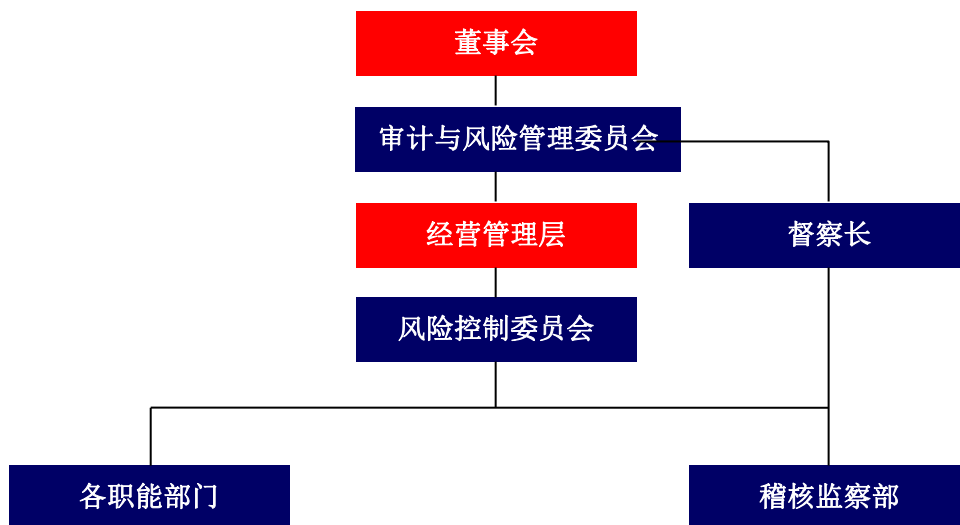 董事会
审计与风险管理委员会
经营管理层
督察长
风险控制委员会
各职能部门
稽核监察部